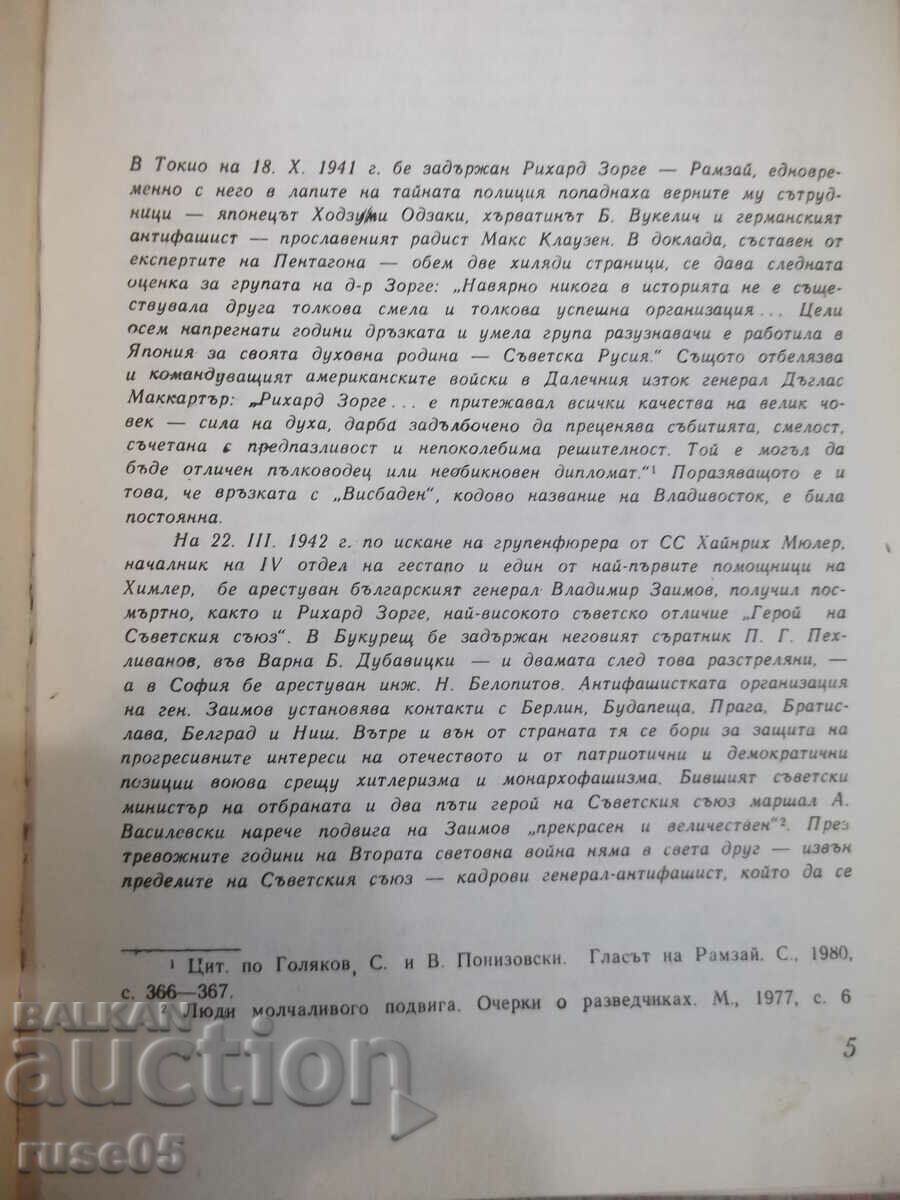 В Токио на 18. X. 1941 г. бе задържан Рихард Зорге — Рамзай, едновре-
менно с него в лапите на тайната полиция попаднаха верните му сътруд-
ници — японецът Ходзуми Одзаки, хърватинът Б. Вукелич и германският
антифашист — прославеният радист Макс Клаузен. В доклада, съставен от
експертите на Пентагона — обем две хиляди страници, се дава следната
оценка за групата на д-р Зорге: „Навярно никога в историята не е съще-
ствувала друга толкова смела и толкова успешна организация... Цели
осем напрегнати години дръзката и умела група разузнавачи е работила в
Япония за своята духовна родина — Съветска Русия." Същото отбелязва
и командуващият американските войски в Далечния изток генерал Дъглас
Маккартър: „Рихард Зорге... е притежавал всички качества на велик чо-
век — сила на духа, дарба задълбочено да преценява събитията, смелост,
съчетана с предпазливост и непоколебима решителност. Той е могъл да
бъде отличен пълководец или необикновен дипломат."¹ Поразяващото е и
това, че връзката с „Висбаден", кодово название на Владивосток, е била
постоянна.
На 22. III. 1942 г. по искане на групенфюрера от СС Хайнрих Мюлер,
началник на IV отдел на гестапо и един от най-първите помощници на
Химлер, бе арестуван българският генерал Владимир Заимов, получил пос-
мъртно, както и Рихард Зорге, най-високото съветско отличие „Герой на
Съветския съюз". В Букурещ бе задържан неговият съратник П. Г. Пех-
ливанов, във Варна Б. Дубавицки — и двамата след това разстреляни, —
а в София бе арестуван инж. Н. Белопитов. Антифашистката организация
на ген. Заимов установява контакти с Берлин, Будапеща, Прага, Братис-
лава, Белград и Ниш. Вътре и вън от страната тя се бори за защита на
прогресивните интереси на отечеството и от патриотични и демократични
позиции воюва срещу хитлеризма и монархофашизма. Бившият съветски
министър на отбраната и два пъти герой на Съветския съюз маршал А.
Василевски нарече подвига на Заимов „прекрасен и величествен"². През
тревожните години на Втората световна война няма в света друг — извън
пределите на Съветския съюз — кадрови генерал-антифашист, който да се
¹ Цит. по Голяков, С. и В. Понизовски. Гласът на Рамзай. С., 1980,
с. 366—367.
² Люди молчаливого подвига. Очерки о разведчиках. М., 1977, с. 6
5
BALKAN
auction
ruse05